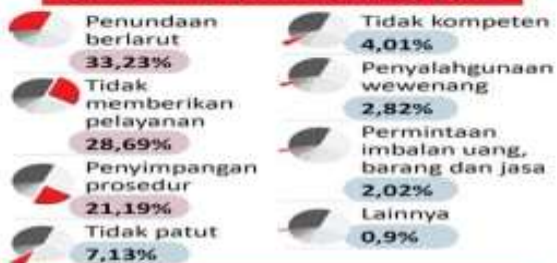 Penundaan
berlarut
33,23%
Tidak
memberikan
pelayanan
28,69%
Penyimpangan
prosedur
21,19%
Tidak patut
7,13%
Tidak kompeten
4,01%
Penyalahgunaan
wewenang
2,82%
Permintaan
imbalan uang,
barang dan jasa
2,02%
Lainnya
0,9%